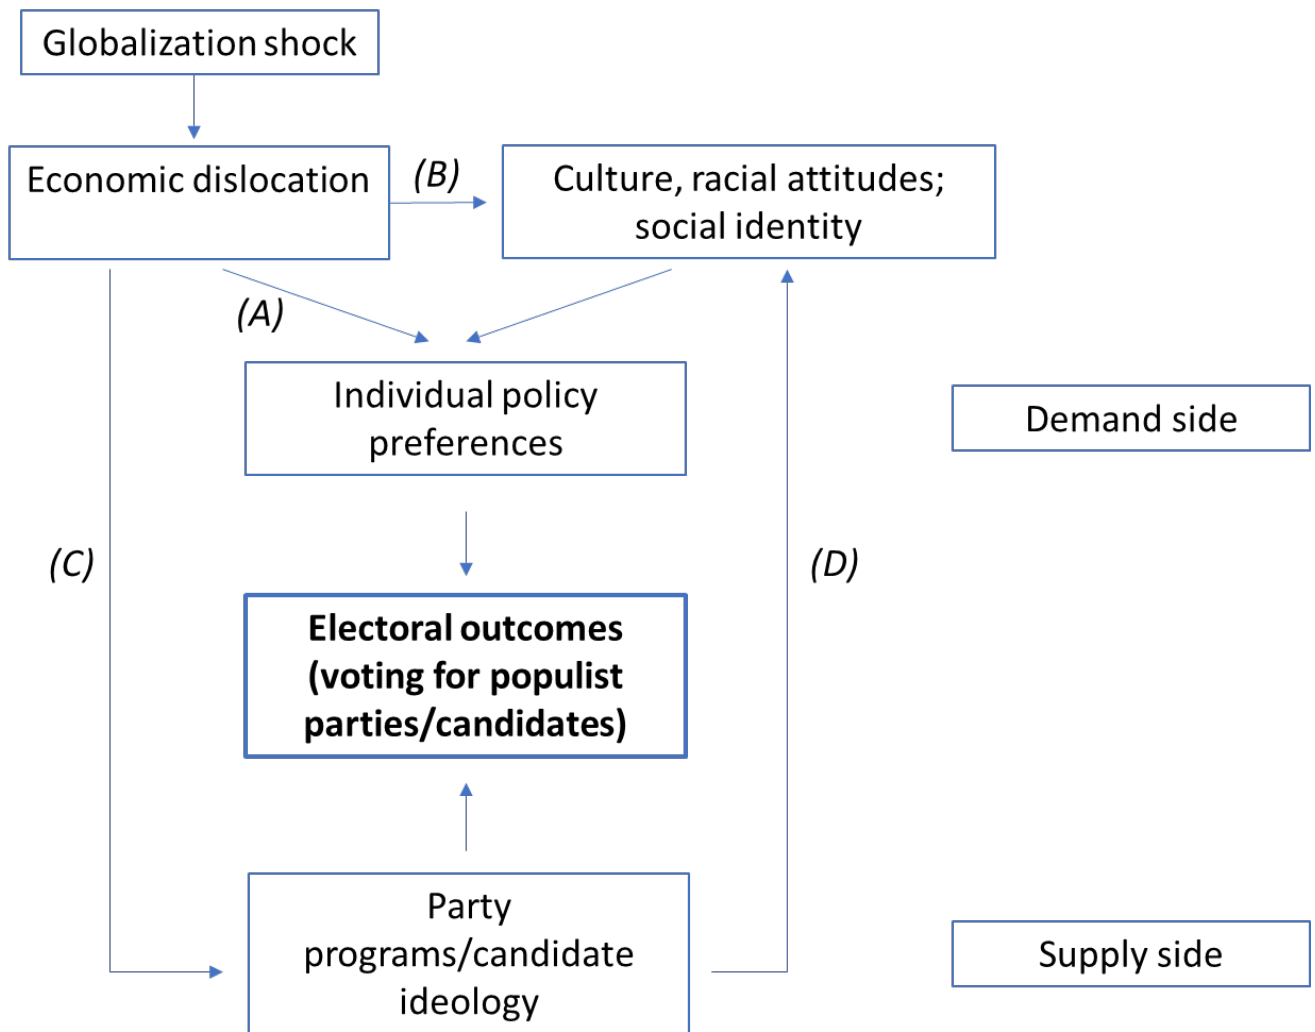 Globalization shock
Economic dislocation
(B)
Culture, racial attitudes;
social identity
(A)
Individual policy
preferences
Demand side
(C)
(D)
Electoral outcomes
(voting for populist
parties/candidates)
Party
programs/candidate
ideology
Supply side